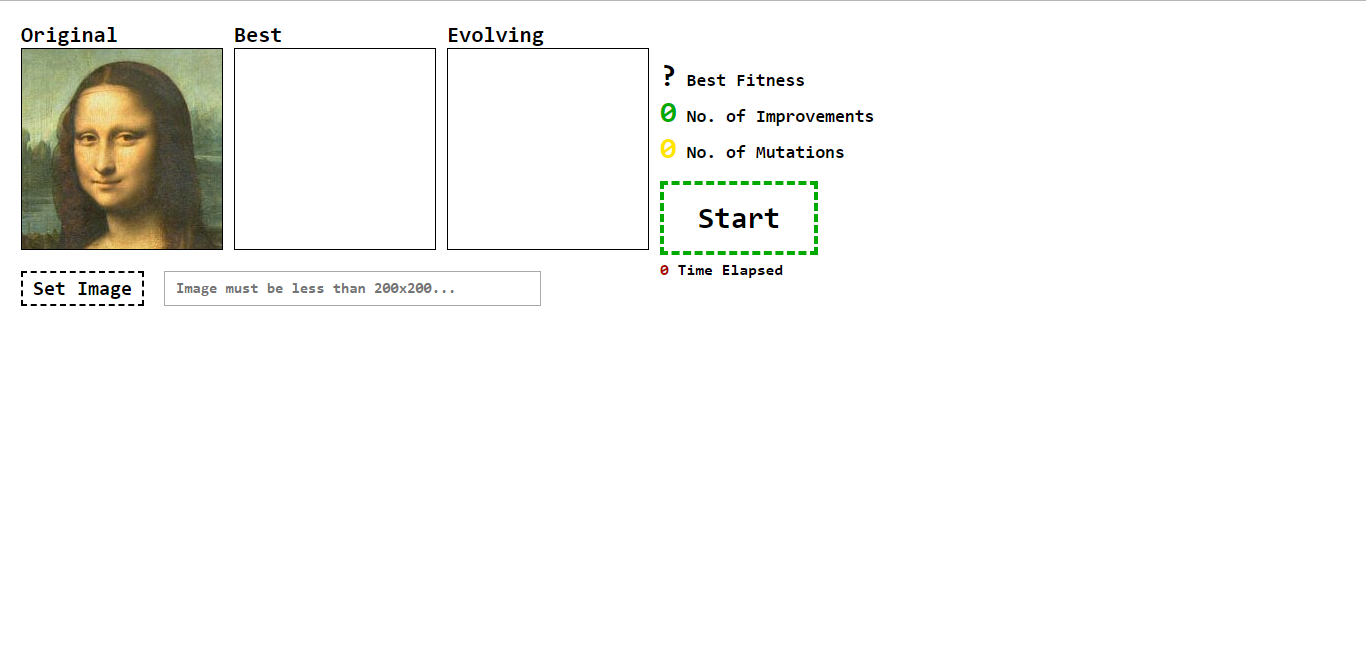 Original
Best
Evolving
? Best Fitness
0 No. of Improvements
0 No. of Mutations
Start
0 Time Elapsed
Set Image
Image must be less than 200x200...